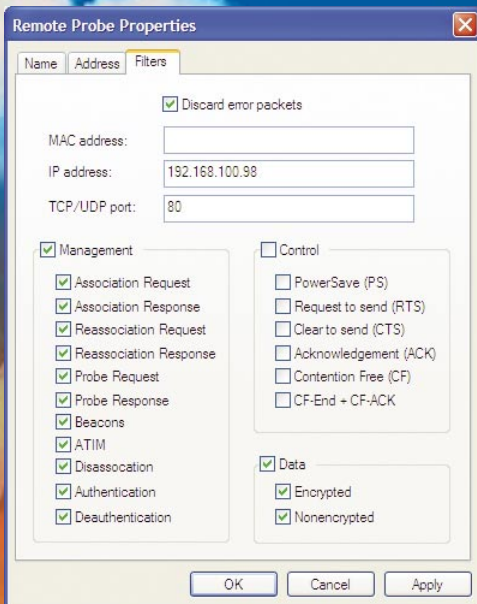 Remote Probe Properties
Name Address Filters
Discard error packets
MAC address:
IP address: 192.168.100.98
TCP/UDP port: 80
Management
Association Request
Association Response
Reassociation Request
Reassociation Response
Probe Request
Probe Response
Beacons
ATIM
Disassocation
Authentication
Deauthentication
Control
PowerSave (PS)
Request to send (RTS)
Clear to send (CTS)
Acknowledgement (ACK)
Contention Free (CF)
CF-End + CF-ACK
Data
Encrypted
Nonencrypted
OK Cancel Apply